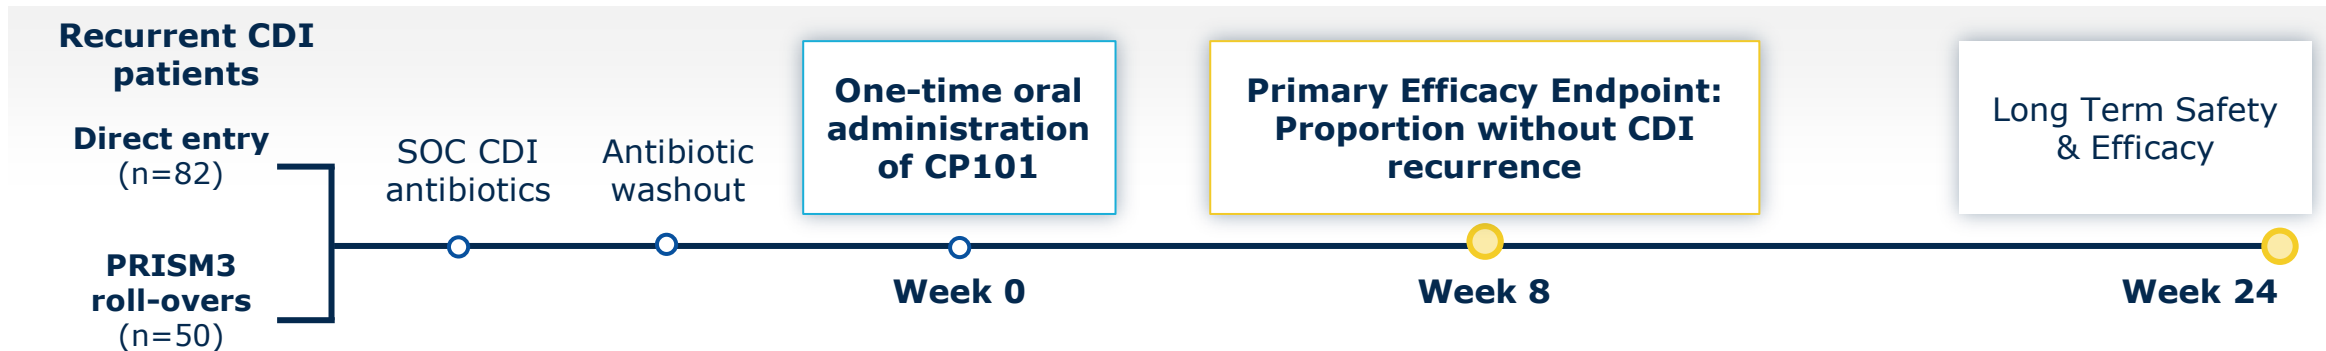 Recurrent CDI
patients
Direct entry
(n=82)
PRISM3
roll-overs
(n=50)
SOC CDI
antibiotics
Antibiotic
washout
One-time oral
administration
of CP101
Week 0
Primary Efficacy Endpoint:
Proportion without CDI
recurrence
Week 8
Long Term Safety
& Efficacy
Week 24